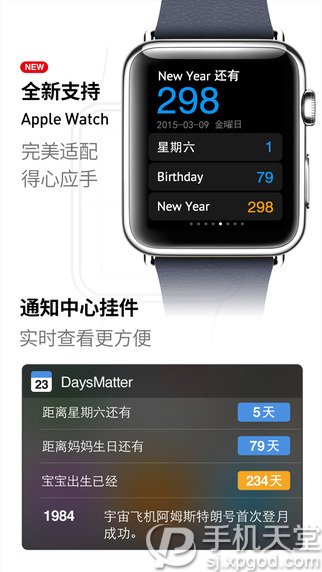 NEW
全新支持
Apple Watch
完美适配
得心应手
New Year 还有
298
2015-03-09 金曜日
星期六 1
Birthday 79
New Year 298
通知中心挂件
实时查看更方便
23 DaysMatter
距离星期六还有 5 天
距离妈妈生日还有 79 天
宝宝出生已经 234 天
1984 宇宙飞机阿姆斯特朗号首次登月
成功。
手机天堂
sj.xpgod.com